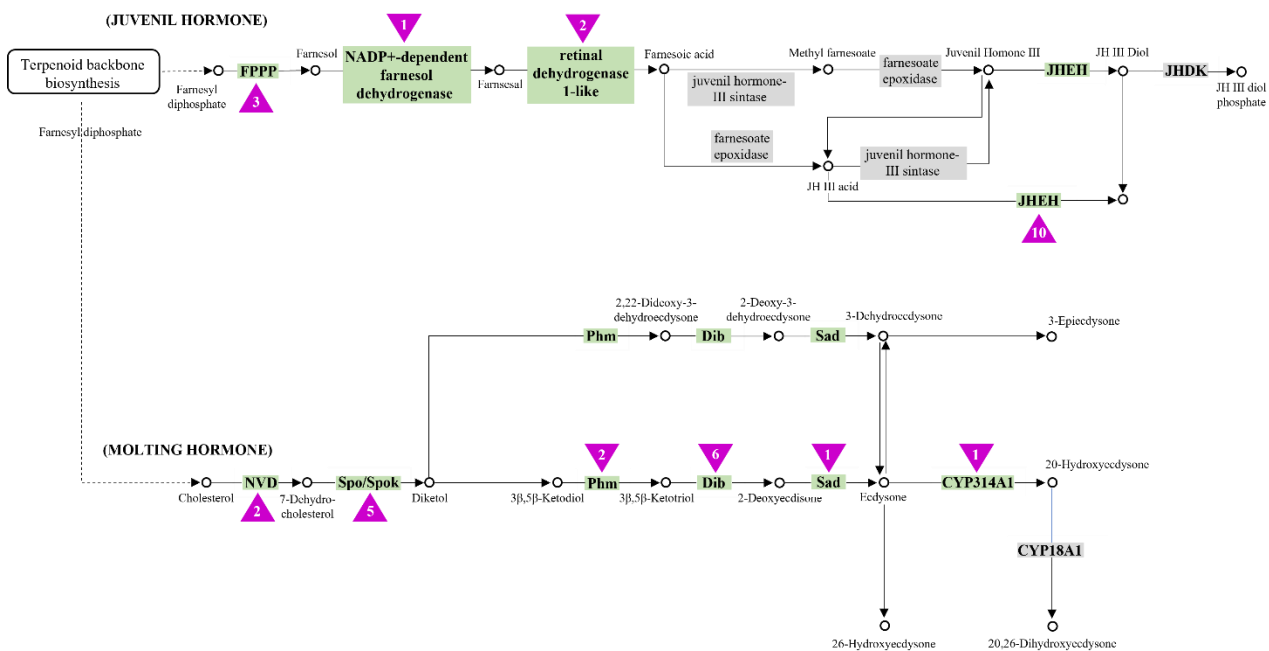 (JUVENIL HORMONE)
1
2
Terpenoid backbone
biosynthesis
Farnesyl
diphosphate
FPPP
3
Farnesol
NADP+-dependent
farnesol
dehydrogenase
Farnsesal
retinal
dehydrogenase
1-like
Farnesoic acid
juvenil hormone-
III sintase
Methyl farnesoate
farnesoate
epoxidase
Juvenil Homone III
JHEH
JH III Diol
JHDK
JH III diol
phosphate
Farnesyl diphosphate
farnesoate
epoxidase
JH III acid
juvenil hormone-
III sintase
JHEH
10
Phm
2,22-Dideoxy-3-
dehydroecdysone
Dib
2-Deoxy-3-
dehydroecdysone
Sad
3-Dehydroecdysone
3-Epiecdysone
(MOLTING HORMONE)
2
6
1
1
Cholesterol
NVD
2
7-Dehydro-
cholesterol
Spo/Spok
5
Diketol
3β,5β-Ketodiol
Phm
3β,5β-Ketotriol
Dib
2-Deoxyecdisone
Sad
Ecdysone
CYP314A1
20-Hydroxyecdysone
CYP18A1
26-Hydroxyecdysone
20,26-Dihydroxyecdysone